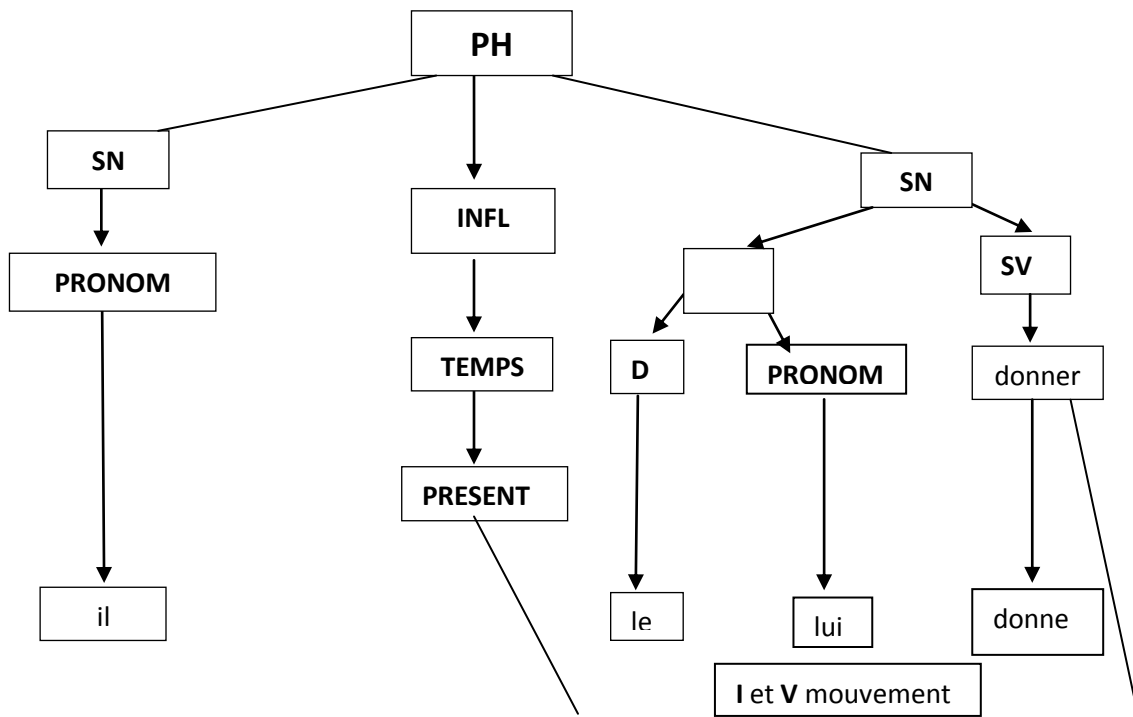 PH
SN
INFL
SN
PRONOM
SV
TEMPS
D
PRONOM
donner
PRESENT
il
le
lui
donne
I et V mouvement